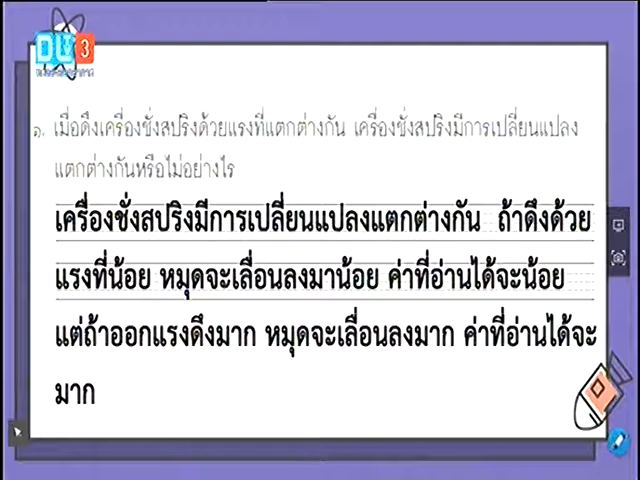 ๑. เมื่อดึงเครื่องชั่งสปริงด้วยแรงที่แตกต่างกัน เครื่องชั่งสปริงมีการเปลี่ยนแปลง
แตกต่างกันหรือไม่อย่างไร
เครื่องชั่งสปริงมีการเปลี่ยนแปลงแตกต่างกัน ถ้าดึงด้วย
แรงที่น้อย หมุดจะเลื่อนลงมาน้อย ค่าที่อ่านได้จะน้อย
แต่ถ้าออกแรงดึงมาก หมุดจะเลื่อนลงมาก ค่าที่อ่านได้จะ
มาก